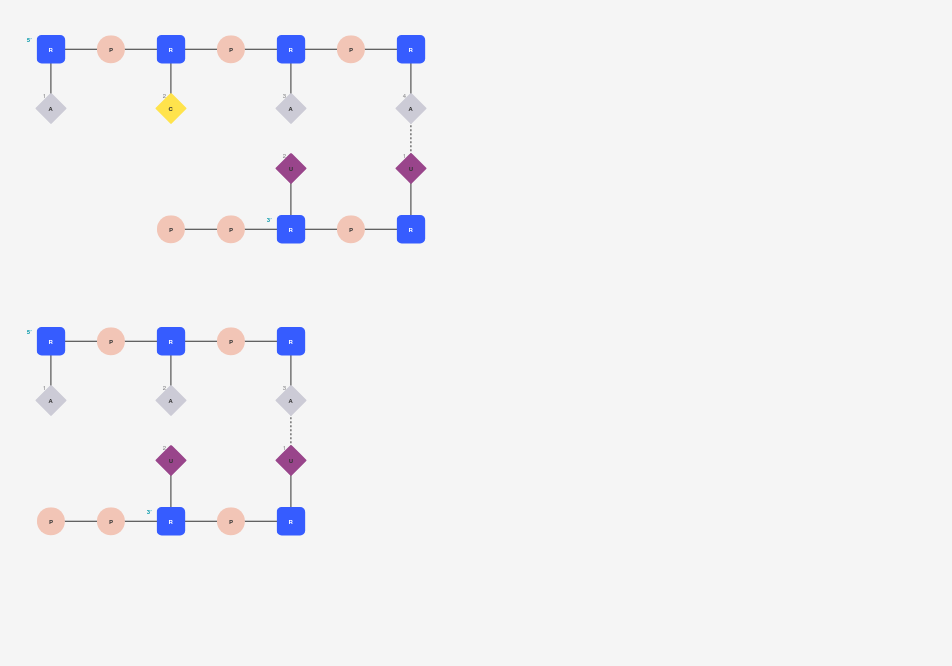 5'
R P R P R P R
1 2 3 4
A C A A
2 1
U U
3'
P P R P R
5'
R P R P R
1 2 3
A A A
2 1
U U
3'
P P R P R